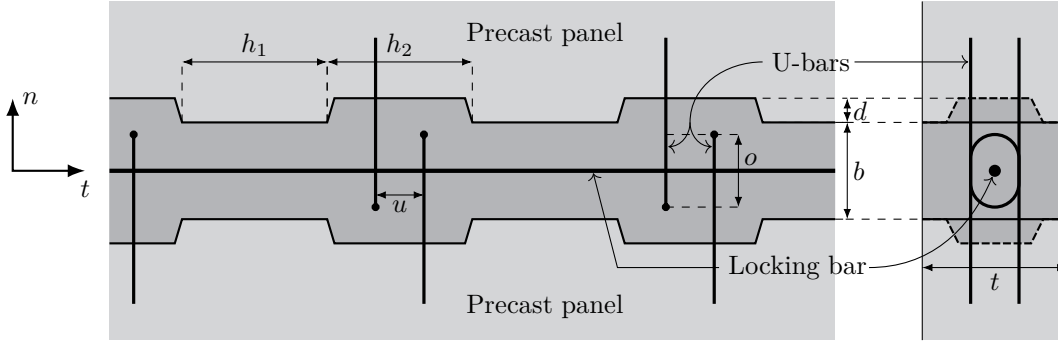 Precast panel
h₁
h₂
U-bars
n
d
t
o
b
u
Locking bar
t
Precast panel